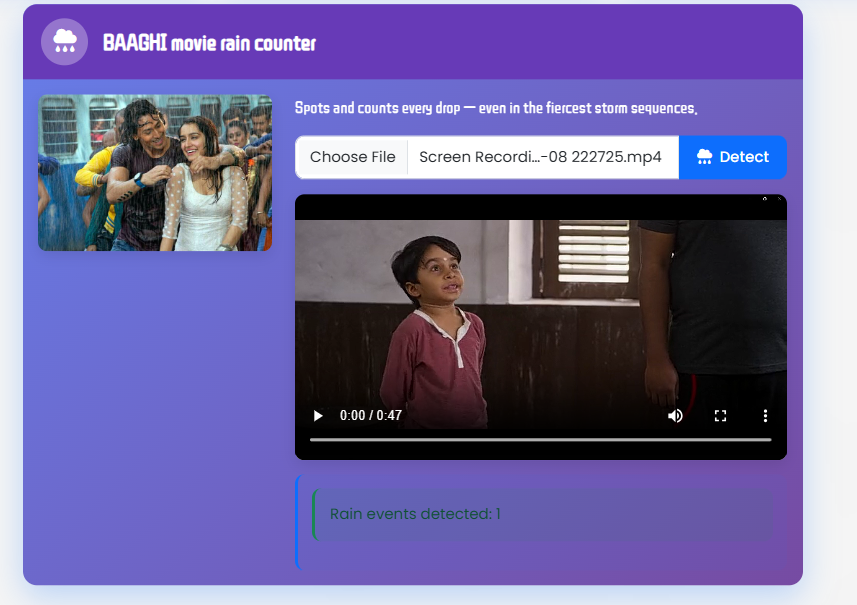 BAAGHI movie rain counter
Spots and counts every drop — even in the fiercest storm sequences.
Choose File Screen Recordi...-08 222725.mp4 Detect
0:00 / 0:47
Rain events detected: 1